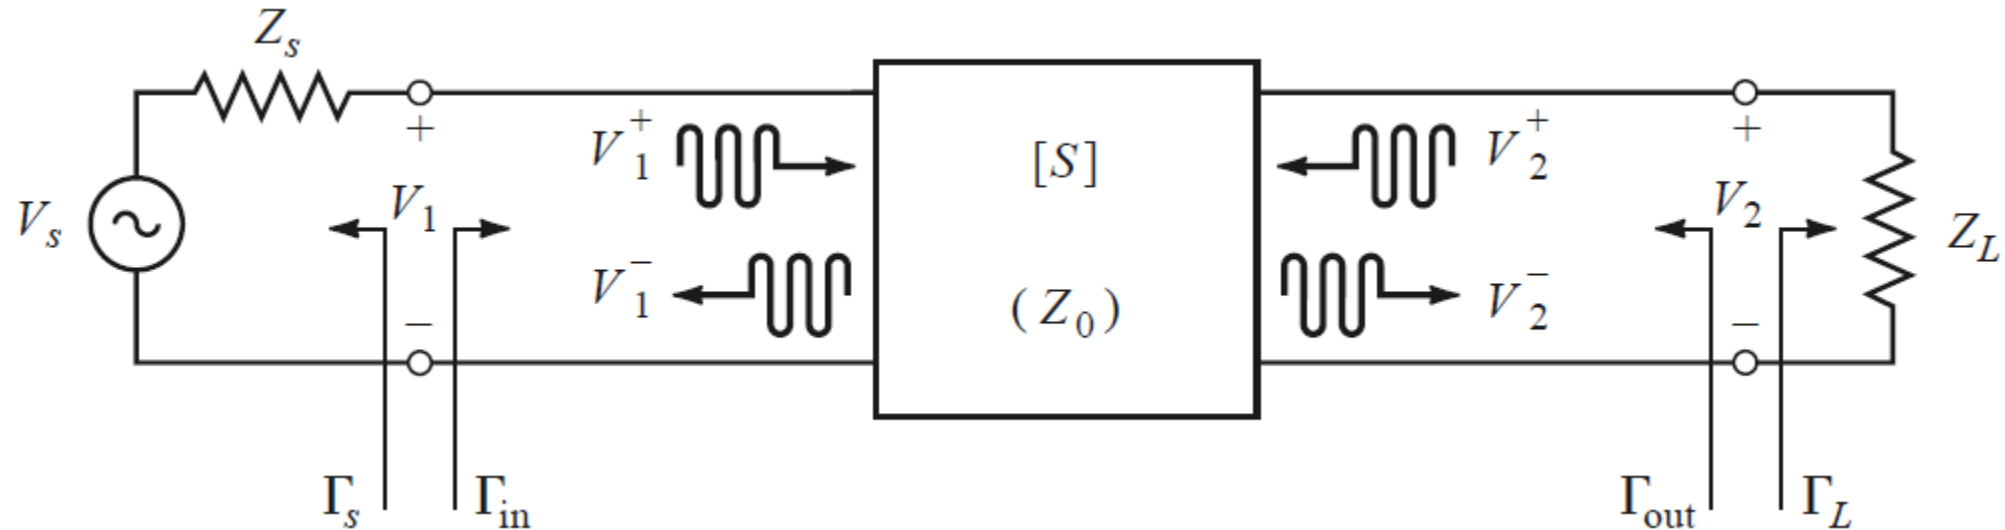 Z_s
V_s
+
V_1
−
Γ_s
Γ_in
V_1^+
V_1^−
[S]
(Z_0)
V_2^+
V_2^−
+
V_2
−
Γ_out
Γ_L
Z_L